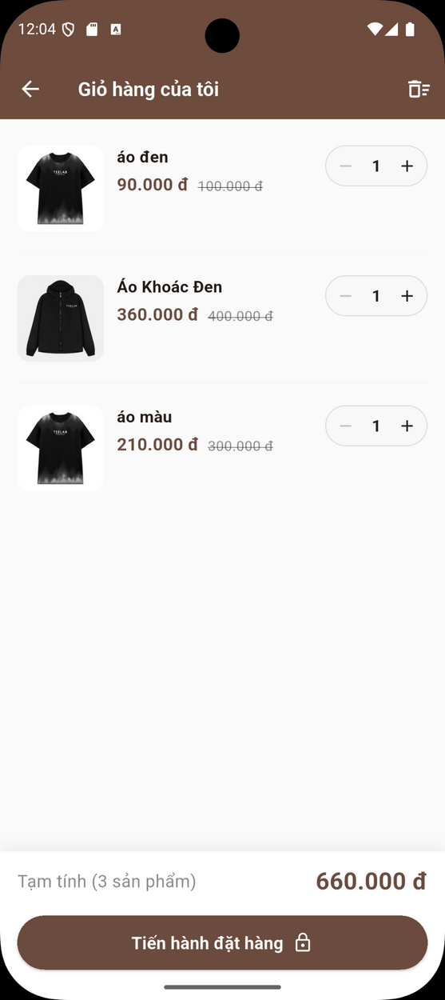 12:04
Giỏ hàng của tôi
TEELAB
áo đen
90.000 đ 100.000 đ
1
TEELAB
Áo Khoác Đen
360.000 đ 400.000 đ
1
TEELAB
áo màu
210.000 đ 300.000 đ
1
Tạm tính (3 sản phẩm) 660.000 đ
Tiến hành đặt hàng